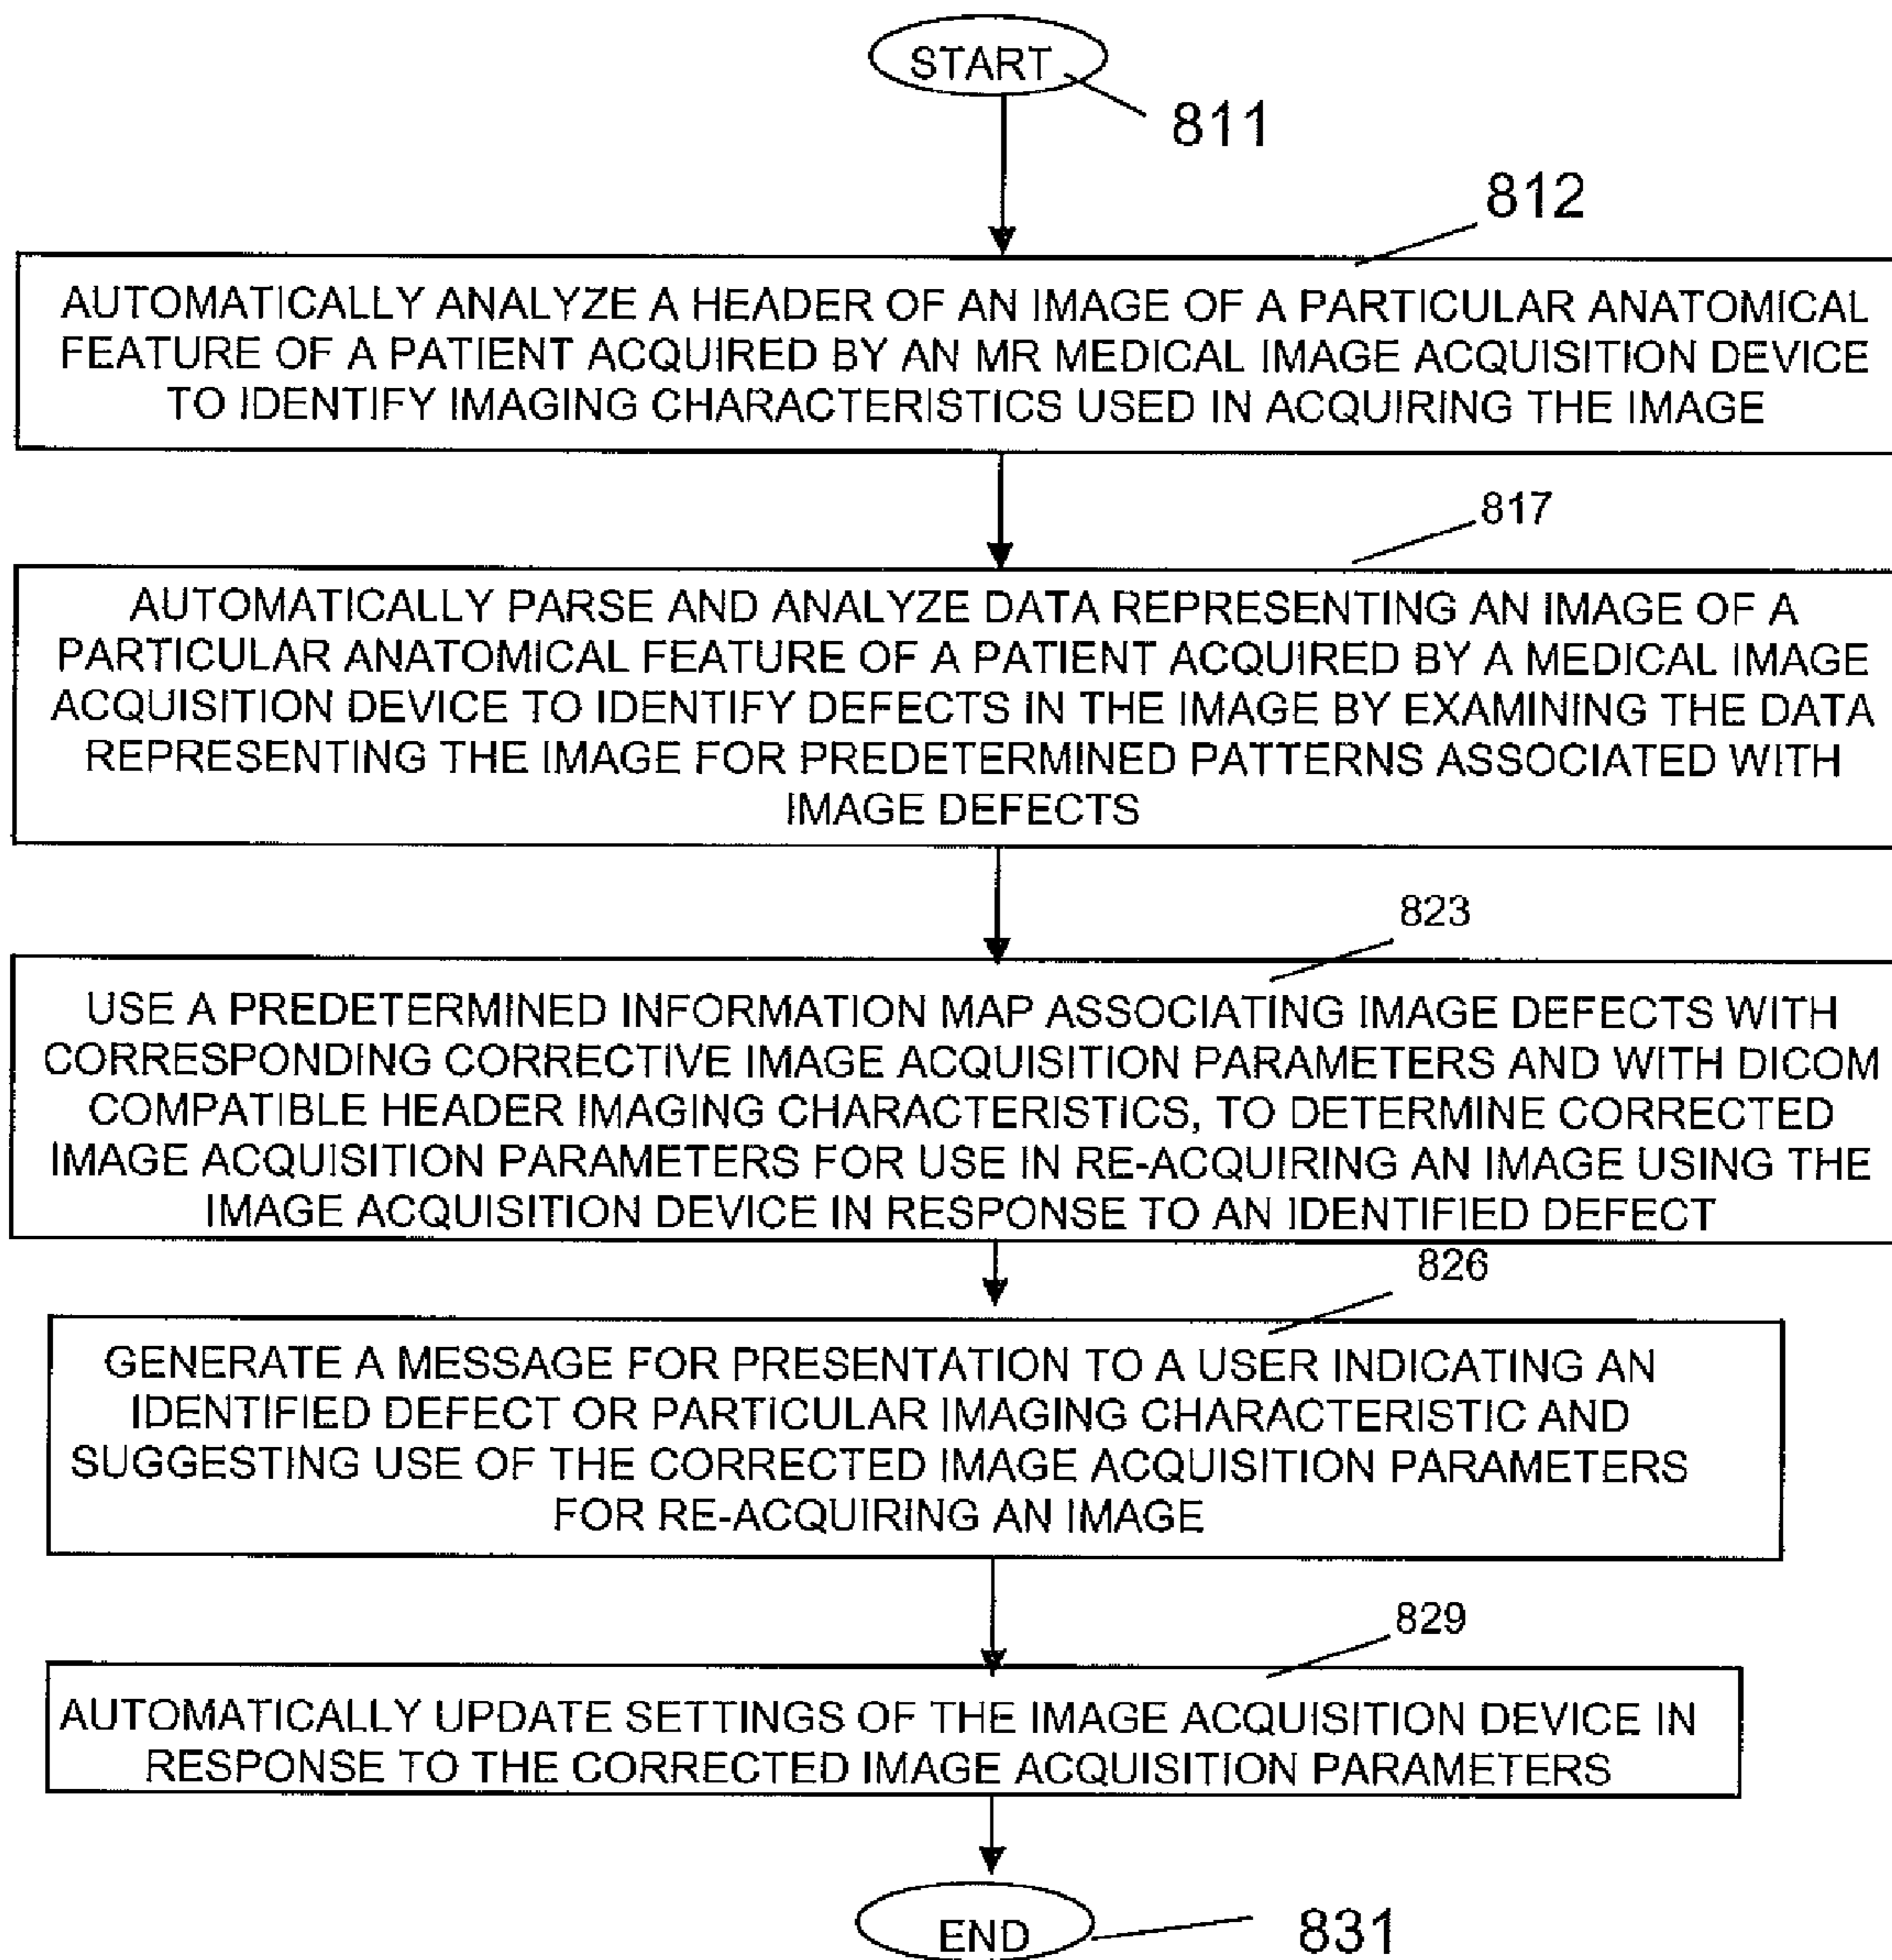 START
811
812
AUTOMATICALLY ANALYZE A HEADER OF AN IMAGE OF A PARTICULAR ANATOMICAL
FEATURE OF A PATIENT ACQUIRED BY AN MR MEDICAL IMAGE ACQUISITION DEVICE
TO IDENTIFY IMAGING CHARACTERISTICS USED IN ACQUIRING THE IMAGE
817
AUTOMATICALLY PARSE AND ANALYZE DATA REPRESENTING AN IMAGE OF A
PARTICULAR ANATOMICAL FEATURE OF A PATIENT ACQUIRED BY A MEDICAL IMAGE
ACQUISITION DEVICE TO IDENTIFY DEFECTS IN THE IMAGE BY EXAMINING THE DATA
REPRESENTING THE IMAGE FOR PREDETERMINED PATTERNS ASSOCIATED WITH
IMAGE DEFECTS
823
USE A PREDETERMINED INFORMATION MAP ASSOCIATING IMAGE DEFECTS WITH
CORRESPONDING CORRECTIVE IMAGE ACQUISITION PARAMETERS AND WITH DICOM
COMPATIBLE HEADER IMAGING CHARACTERISTICS, TO DETERMINE CORRECTED
IMAGE ACQUISITION PARAMETERS FOR USE IN RE-ACQUIRING AN IMAGE USING THE
IMAGE ACQUISITION DEVICE IN RESPONSE TO AN IDENTIFIED DEFECT
826
GENERATE A MESSAGE FOR PRESENTATION TO A USER INDICATING AN
IDENTIFIED DEFECT OR PARTICULAR IMAGING CHARACTERISTIC AND
SUGGESTING USE OF THE CORRECTED IMAGE ACQUISITION PARAMETERS
FOR RE-ACQUIRING AN IMAGE
829
AUTOMATICALLY UPDATE SETTINGS OF THE IMAGE ACQUISITION DEVICE IN
RESPONSE TO THE CORRECTED IMAGE ACQUISITION PARAMETERS
END
831